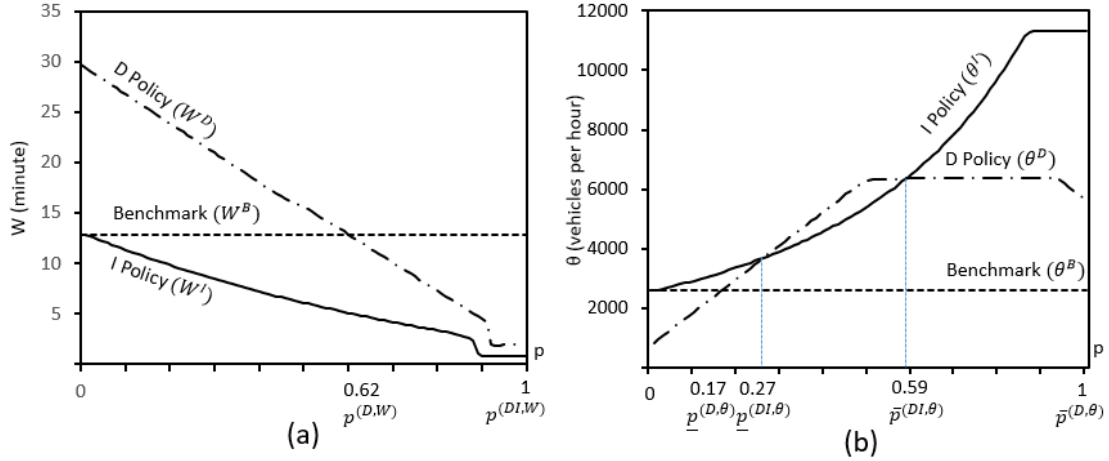 35
30
25
20
15
10
5
W (minute)
D Policy (W^D)
Benchmark (W^B)
I Policy (W^I)
p
0
0.62
1
p^(D,W)
p^(DI,W)
(a)
12000
10000
8000
6000
4000
2000
0
θ (vehicles per hour)
I Policy (θ^I)
D Policy (θ^D)
Benchmark (θ^B)
p
0
0.17
0.27
0.59
1
p̲^(D,θ)
p̲^(DI,θ)
p̄^(DI,θ)
p̄^(D,θ)
(b)